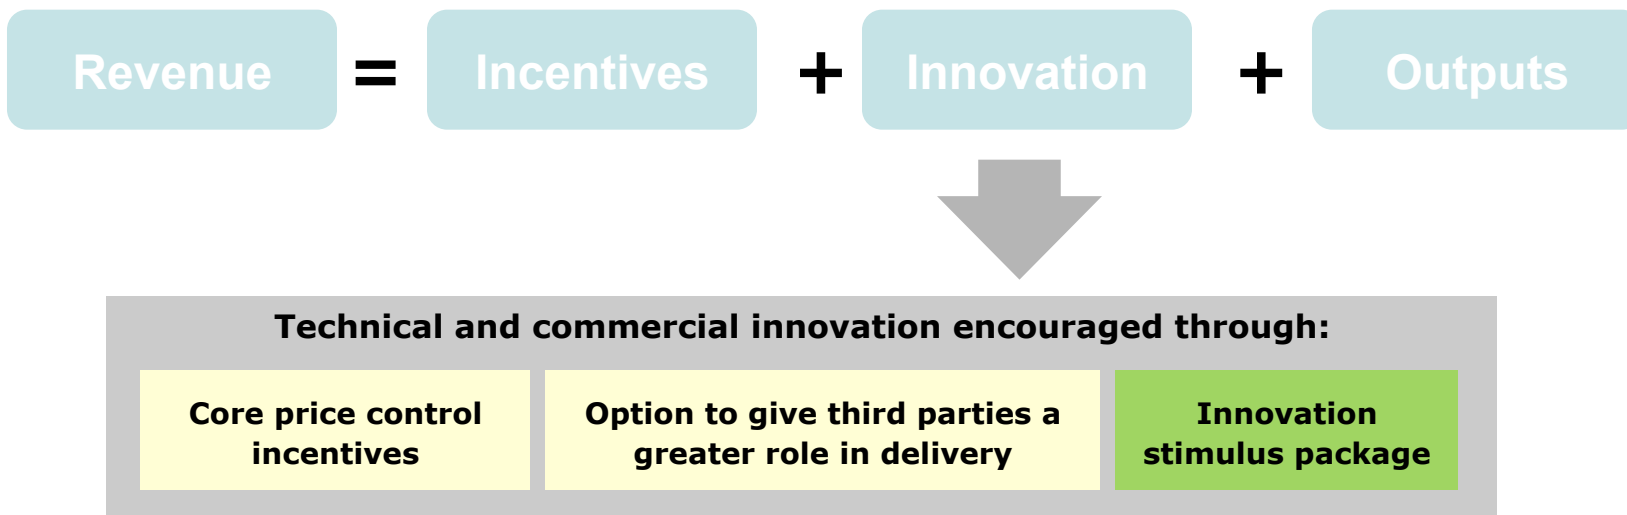 Revenue = Incentives + Innovation + Outputs
Technical and commercial innovation encouraged through:
Core price control
incentives
Option to give third parties a
greater role in delivery
Innovation
stimulus package